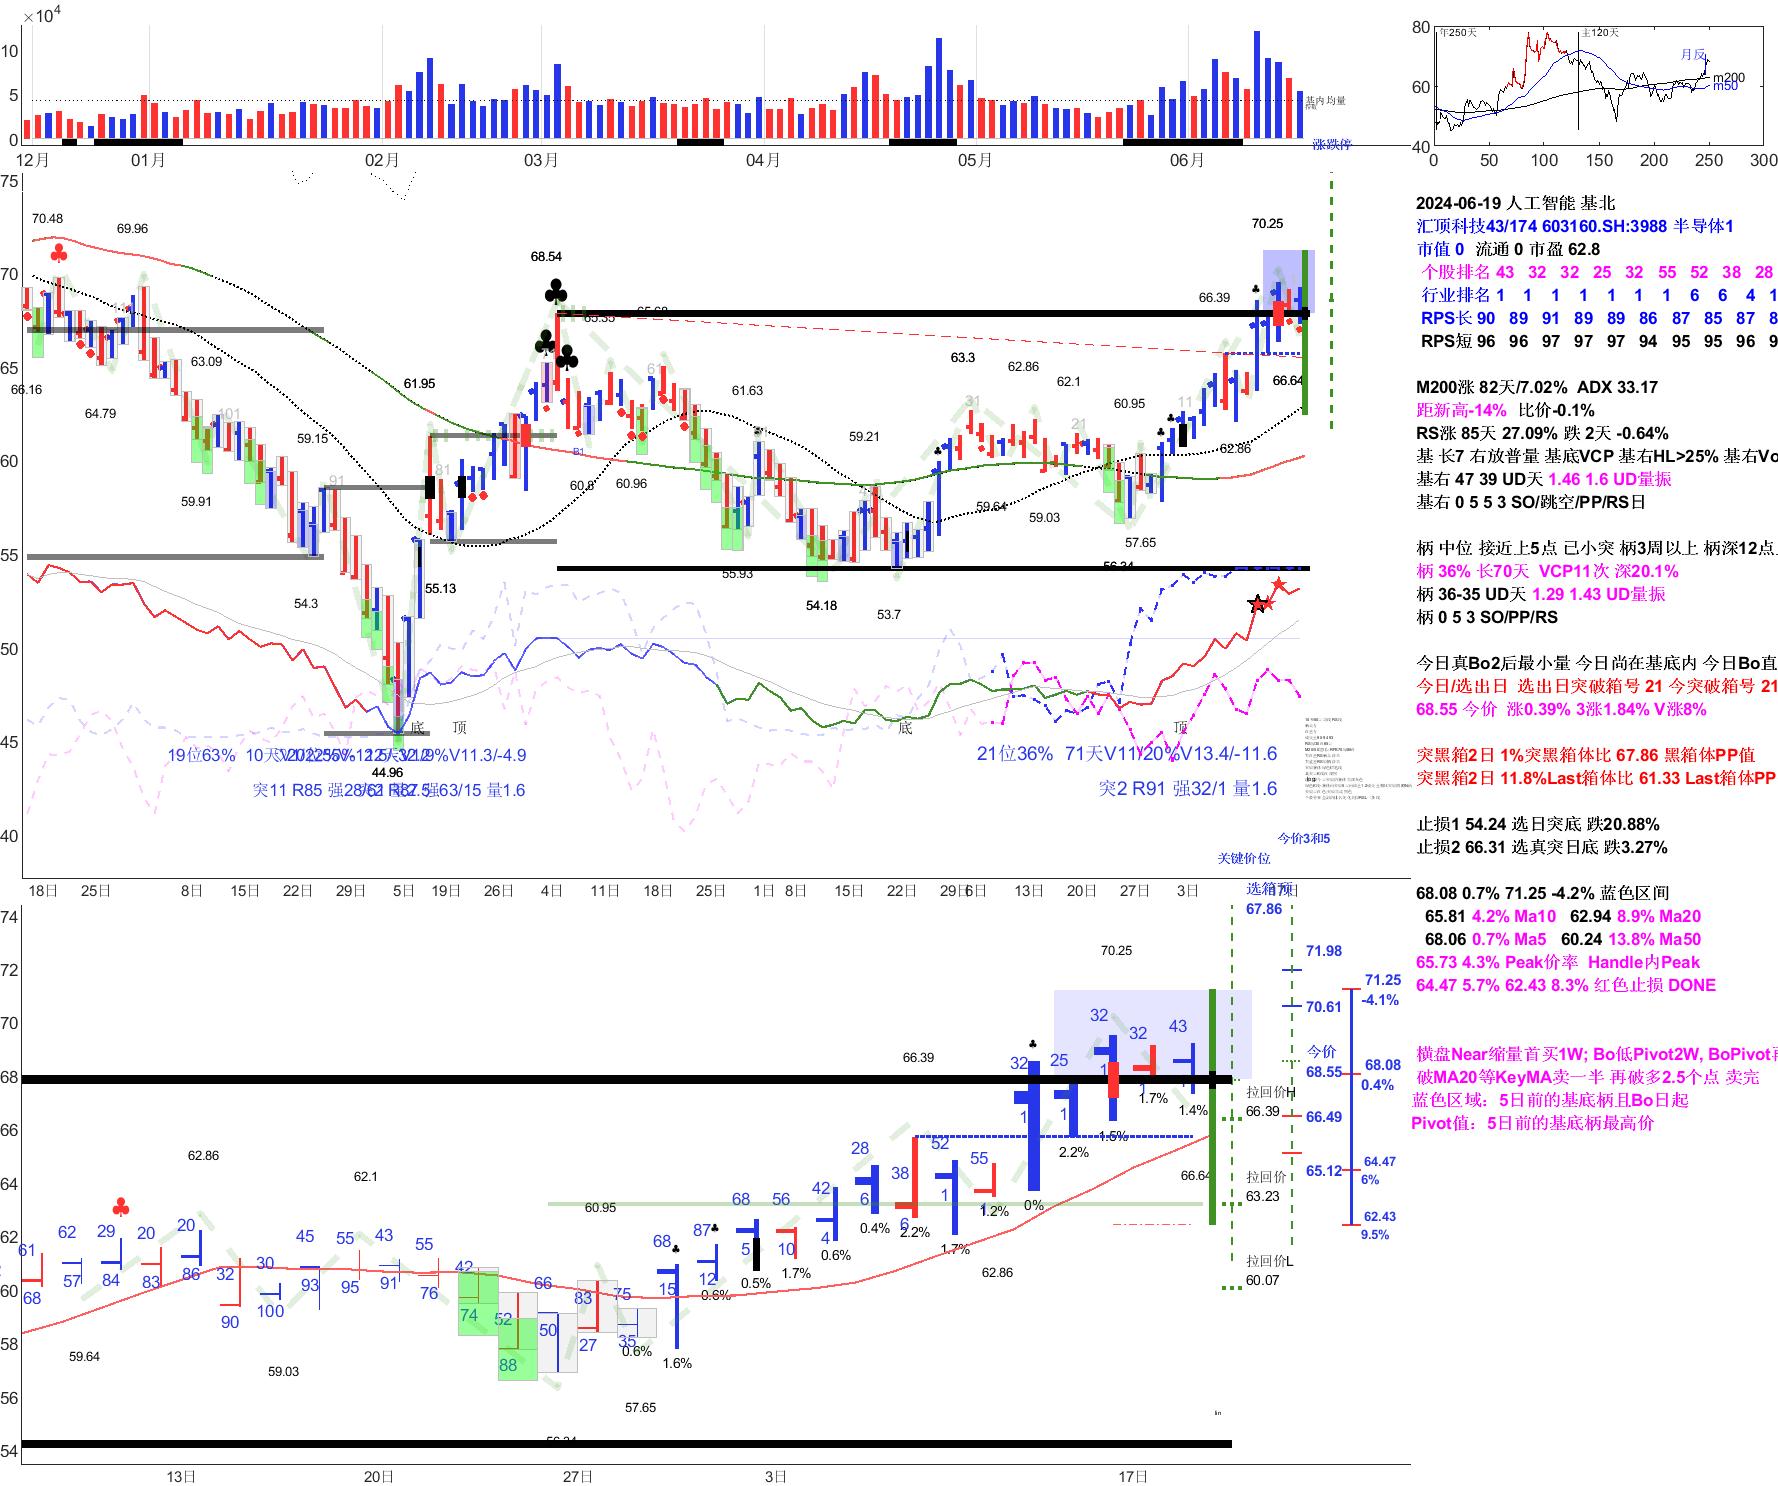 ×10⁴
10
5
0
基内均量
涨跌停
12月 01月 02月 03月 04月 05月 06月
80
60
40
年250天
主120天
月反
m200
m50
0 50 100 150 200 250 300
75
70
65
60
55
50
45
40
70.48
69.96
66.16
64.79
63.09
59.91
101
59.15
54.3
91
61.95
81
55.13
44.96
68.54
65.35
65.68
B1
60.8
60.96
61
61.63
55.93
54.18
59.21
53.7
63.3
31
62.86
62.1
21
59.64
59.03
60.95
57.65
56.34
11
66.39
62.86
70.25
66.64
底 顶
底
顶
19位63%
21位36% 71天V11/20%V13.4/-11.6
突2 R91 强32/1 量1.6
今价3和5
关键价位
18日 25日 8日 15日 22日 29日 5日 19日 26日 4日 11日 18日 25日 1日 8日 15日 22日 29日 6日 13日 20日 27日 3日 17日
选箱预
67.86
2024-06-19 人工智能 基北
汇顶科技43/174 603160.SH:3988 半导体1
市值 0 流通 0 市盈 62.8
个股排名 43 32 32 25 32 55 52 38 28
行业排名 1 1 1 1 1 1 6 6 4 1
RPS长 90 89 91 89 89 86 87 85 87 8
RPS短 96 96 97 97 97 94 95 95 96 9
M200涨 82天/7.02% ADX 33.17
距新高-14% 比价-0.1%
RS涨 85天 27.09% 跌 2天 -0.64%
基 长7 右放普量 基底VCP 基右HL>25% 基右Vo
基右 47 39 UD天 1.46 1.6 UD量振
基右 0 5 5 3 SO/跳空/PP/RS日
柄 中位 接近上5点 己小突 柄3周以上 柄深12点
柄 36% 长70天 VCP11次 深20.1%
柄 36-35 UD天 1.29 1.43 UD量振
柄 0 5 3 SO/PP/RS
今日真Bo2后最小量 今日尚在基底内 今日Bo直
今日/选出日 选出日突破箱号 21 今突破箱号 21
68.55 今价 涨0.39% 3涨1.84% V涨8%
突黑箱2日 1%突黑箱体比 67.86 黑箱体PP值
突黑箱2日 11.8%Last箱体比 61.33 Last箱体PP
止损1 54.24 选日突底 跌20.88%
止损2 66.31 选真突日底 跌3.27%
68.08 0.7% 71.25 -4.2% 蓝色区间
65.81 4.2% Ma10 62.94 8.9% Ma20
68.06 0.7% Ma5 60.24 13.8% Ma50
65.73 4.3% Peak价率 Handle内Peak
64.47 5.7% 62.43 8.3% 红色止损 DONE
横盘Near缩量首买1W; Bo低Pivot2W, BoPivot再
破MA20等KeyMA卖一半 再破多2.5个点 卖完
蓝色区域：5日前的基底柄且Bo日起
Pivot值：5日前的基底柄最高价
74
72
70
68
66
64
62
60
58
56
54
61 62 29 20 20 32 30 45 55 43 55 42 52 66 83 75 68 87 68 56 42 28 38 52 55 32 25 32 32 43
68 57 84 83 86 90 100 93 95 91 76 74 88 50 27 35 15 12 5 10 4 6 6 1 1 1 1
62.86
62.1
59.64
59.03
60.95
57.65
56.34
66.39
62.86
70.25
66.64
0.6% 1.6% 0.6% 0.5% 1.7% 0.6% 0.4% 2.2% 1.7% 1.2% 0% 2.2% 1.5% 1.7% 1.4%
71.98
70.61
今价
68.55
66.49
65.12
71.25
-4.1%
68.08
0.4%
64.47
6%
62.43
9.5%
拉回价H
66.39
拉回价
63.23
拉回价L
60.07
lin
13日 20日 27日 3日 17日